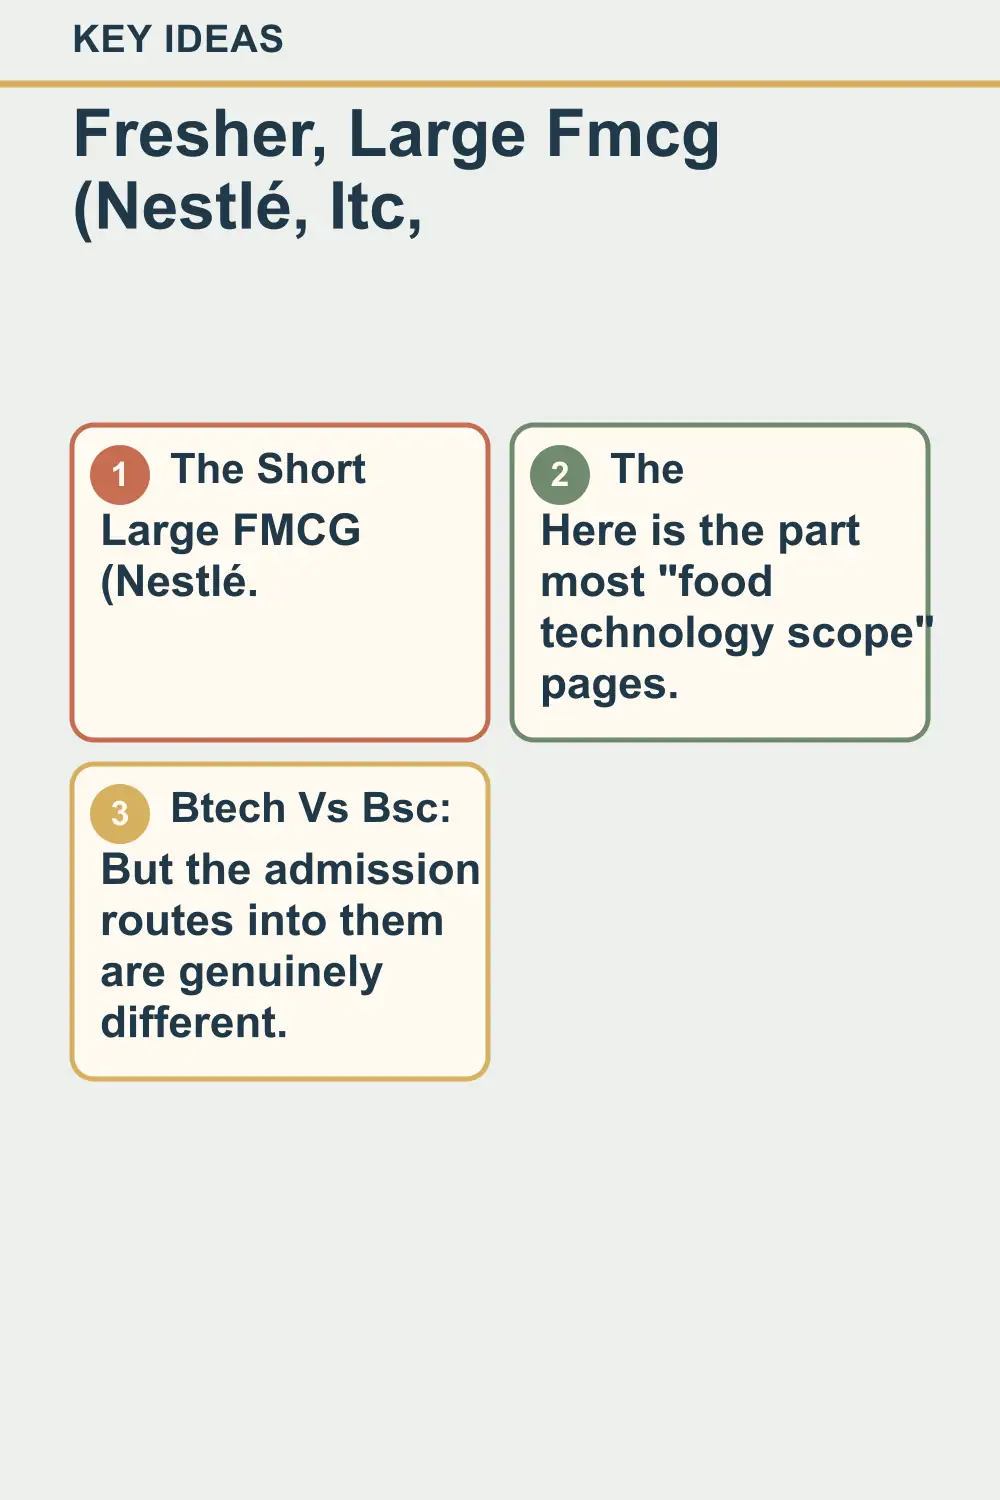 KEY IDEAS
Fresher, Large Fmcg
(Nestlé, Itc,
1 The Short
Large FMCG
(Nestlé.
2 The
Here is the part
most "food
technology scope"
pages.
3 Btech Vs Bsc:
But the admission
routes into them
are genuinely
different.